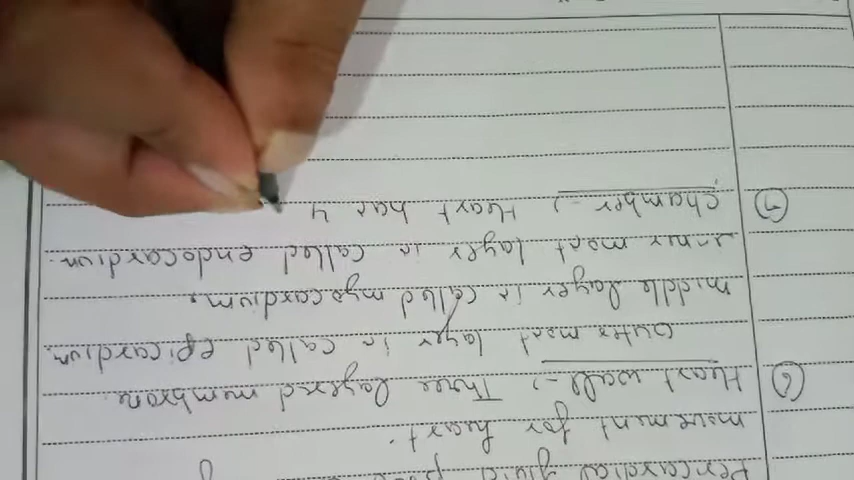 Pericardial fluid
movement for heart.
⑥ Heart wall → Three layered membrane.
outer most layer is called epicardium.
middle layer is called myocardium.
inner most layer is called endocardium.
⑦ Chamber → Heart has 4